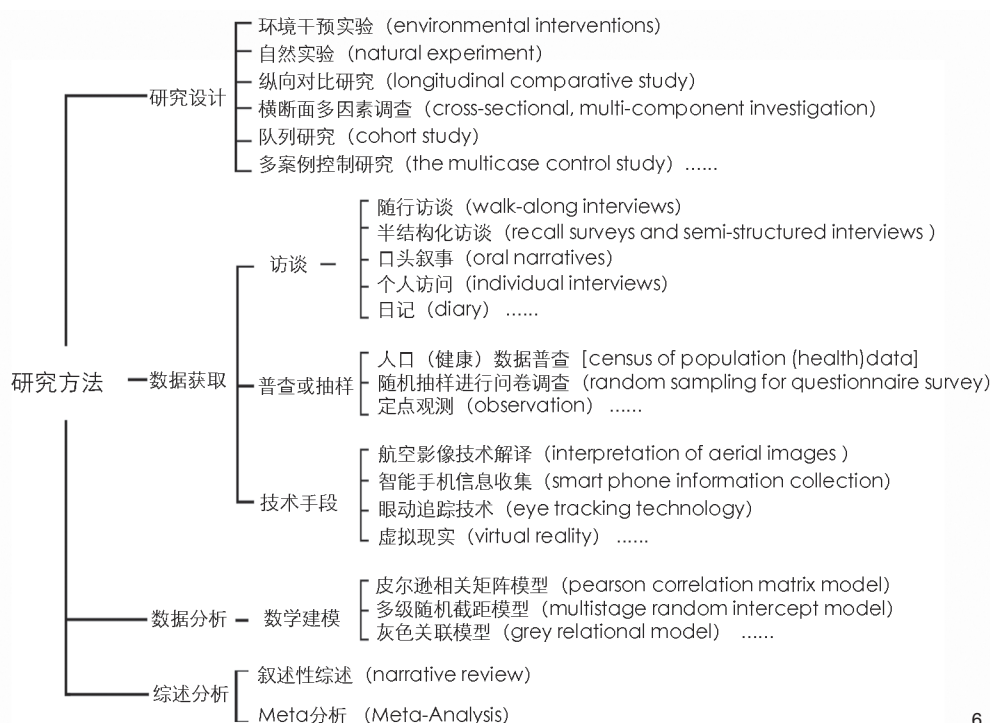 环境干预实验（environmental interventions）
自然实验（natural experiment）
纵向对比研究（longitudinal comparative study）
研究设计
横断面多因素调查（cross-sectional, multi-component investigation）
队列研究（cohort study）
多案例控制研究（the multicase control study）......
随行访谈（walk-along interviews）
半结构化访谈（recall surveys and semi-structured interviews ）
访谈
口头叙事（oral narratives）
个人访问（individual interviews）
日记（diary）......
研究方法
数据获取
普查或抽样
人口（健康）数据普查 [census of population (health)data]
随机抽样进行问卷调查（random sampling for questionnaire survey)
定点观测（observation）......
航空影像技术解译（interpretation of aerial images ）
智能手机信息收集（smart phone information collection）
技术手段
眼动追踪技术（eye tracking technology）
虚拟现实（virtual reality）......
皮尔逊相关矩阵模型（pearson correlation matrix model）
数据分析
数学建模
多级随机截距模型（multistage random intercept model）
灰色关联模型（grey relational model）......
叙述性综述（narrative review）
综述分析
Meta分析（Meta-Analysis）
6